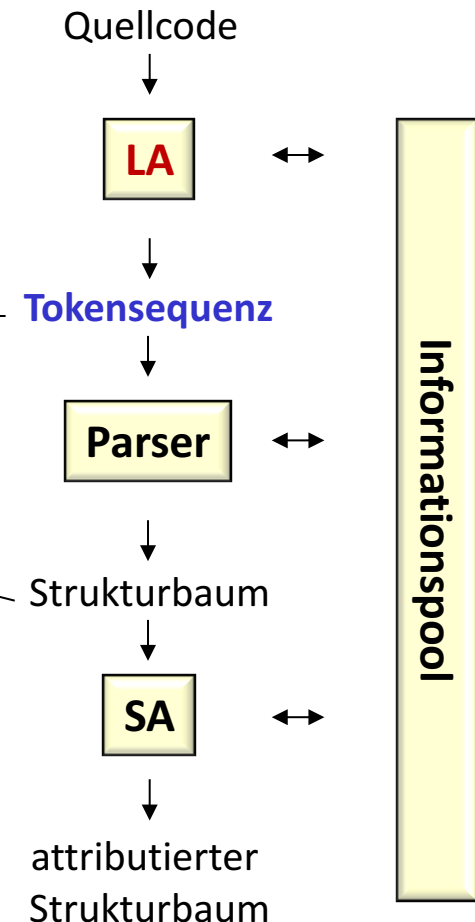 Quellcode
LA
Tokensequenz
Parser
Strukturbaum
SA
attributierter
Strukturbaum
Informationspool